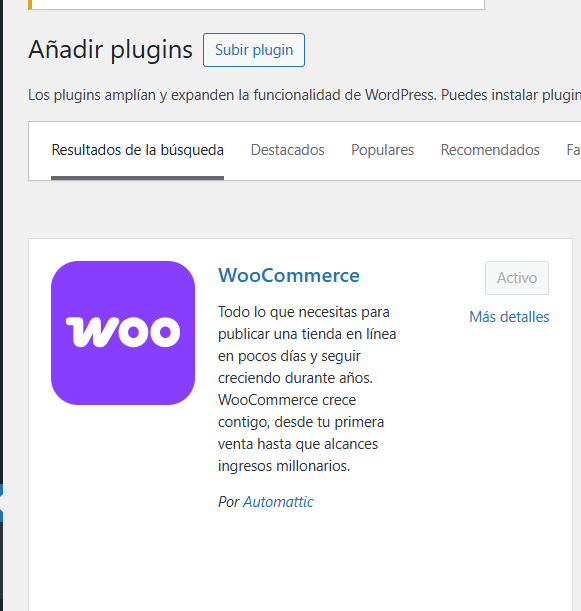 Añadir plugins Subir plugin
Los plugins amplían y expanden la funcionalidad de WordPress. Puedes instalar plugin
Resultados de la búsqueda Destacados Populares Recomendados Fa
woo
WooCommerce
Activo
Más detalles
Todo lo que necesitas para
publicar una tienda en línea
en pocos días y seguir
creciendo durante años.
WooCommerce crece
contigo, desde tu primera
venta hasta que alcances
ingresos millonarios.
Por Automattic